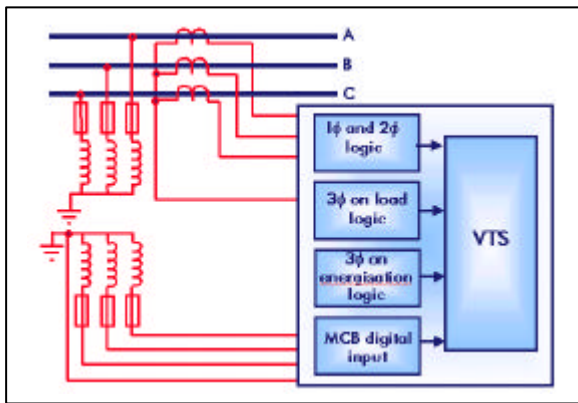 A
B
C
1ϕ and 2ϕ
logic
3ϕ on load
logic
3ϕ on
energisation
logic
MCB digital
input
VTS